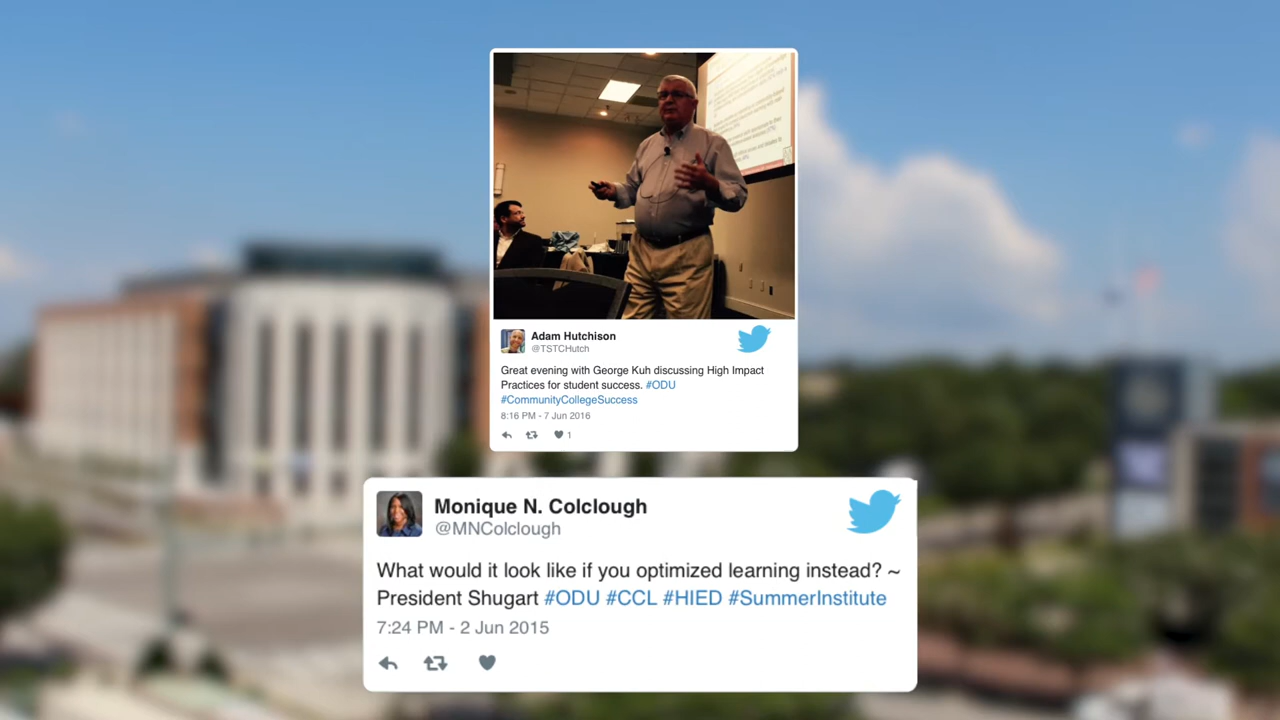 Adam Hutchison
@TSTCHutch
Great evening with George Kuh discussing High Impact
Practices for student success. #ODU
#CommunityCollegeSuccess
8:16 PM - 7 Jun 2016
1
Monique N. Colclough
@MNColclough
What would it look like if you optimized learning instead? ~
President Shugart #ODU #CCL #HIED #SummerInstitute
7:24 PM - 2 Jun 2015